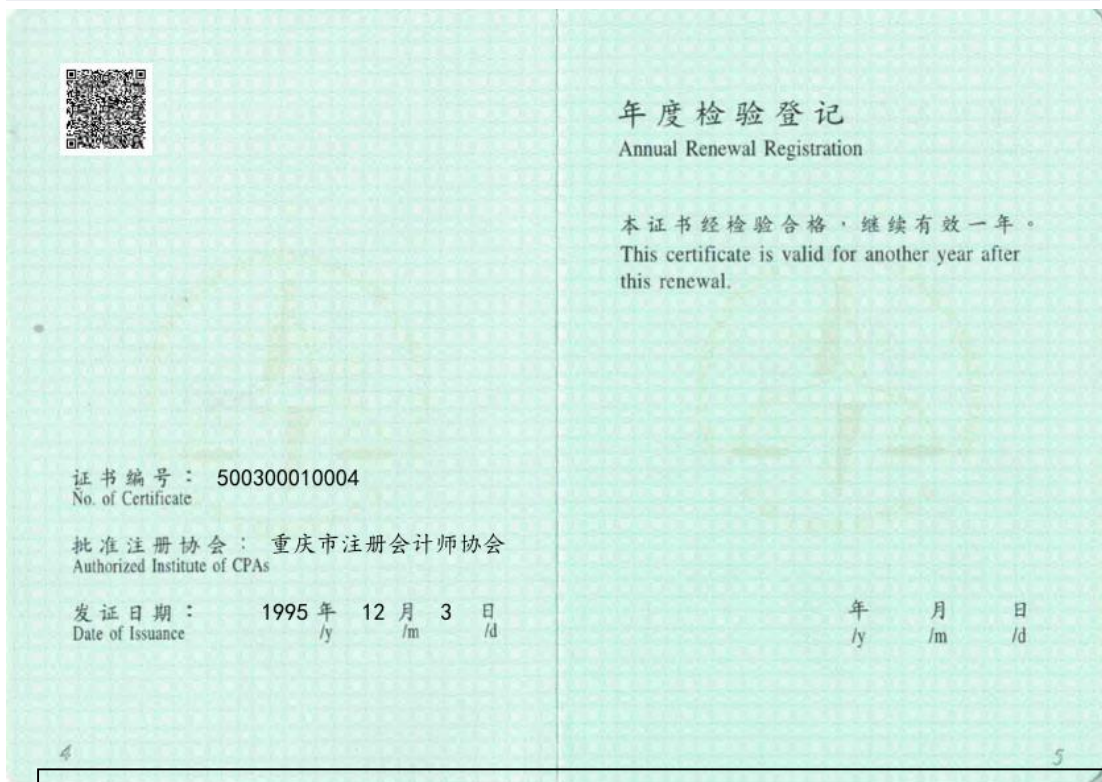 证书编号： 500300010004
No. of Certificate
批准注册协会： 重庆市注册会计师协会
Authorized Institute of CPAs
发证日期： 1995 年 12 月 3 日
Date of Issuance /y /m /d
4
年度检验登记
Annual Renewal Registration
本证书经检验合格，继续有效一年。
This certificate is valid for another year after
this renewal.
年 月 日
/y /m /d
5